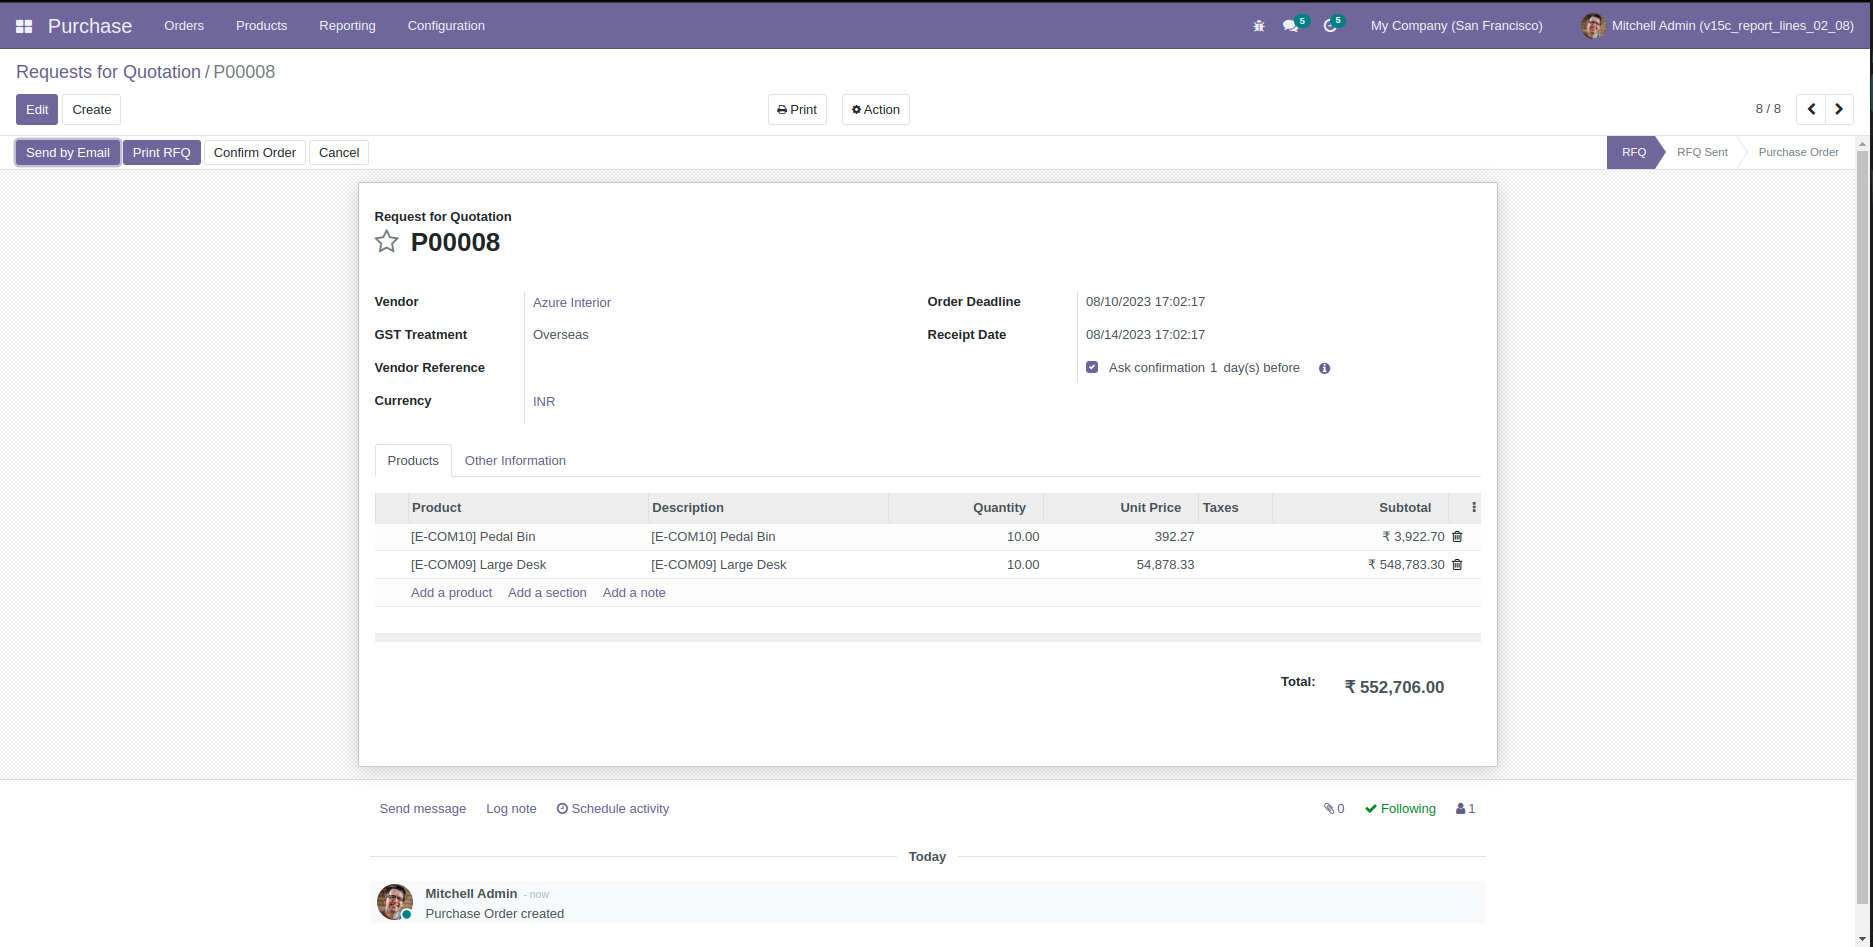 Purchase Orders Products Reporting Configuration 5 5 My Company (San Francisco) Mitchell Admin (v15c_report_lines_02_08)
Requests for Quotation / P00008
Edit Create Print Action 8 / 8
Send by Email Print RFQ Confirm Order Cancel RFQ RFQ Sent Purchase Order
Request for Quotation
P00008
Vendor Azure Interior Order Deadline 08/10/2023 17:02:17
GST Treatment Overseas Receipt Date 08/14/2023 17:02:17
Vendor Reference Ask confirmation 1 day(s) before
Currency INR
Products Other Information
Product Description Quantity Unit Price Taxes Subtotal
[E-COM10] Pedal Bin [E-COM10] Pedal Bin 10.00 392.27 ₹ 3,922.70
[E-COM09] Large Desk [E-COM09] Large Desk 10.00 54,878.33 ₹ 548,783.30
Add a product Add a section Add a note
Total: ₹ 552,706.00
Send message Log note Schedule activity 0 Following 1
Today
Mitchell Admin - now
Purchase Order created